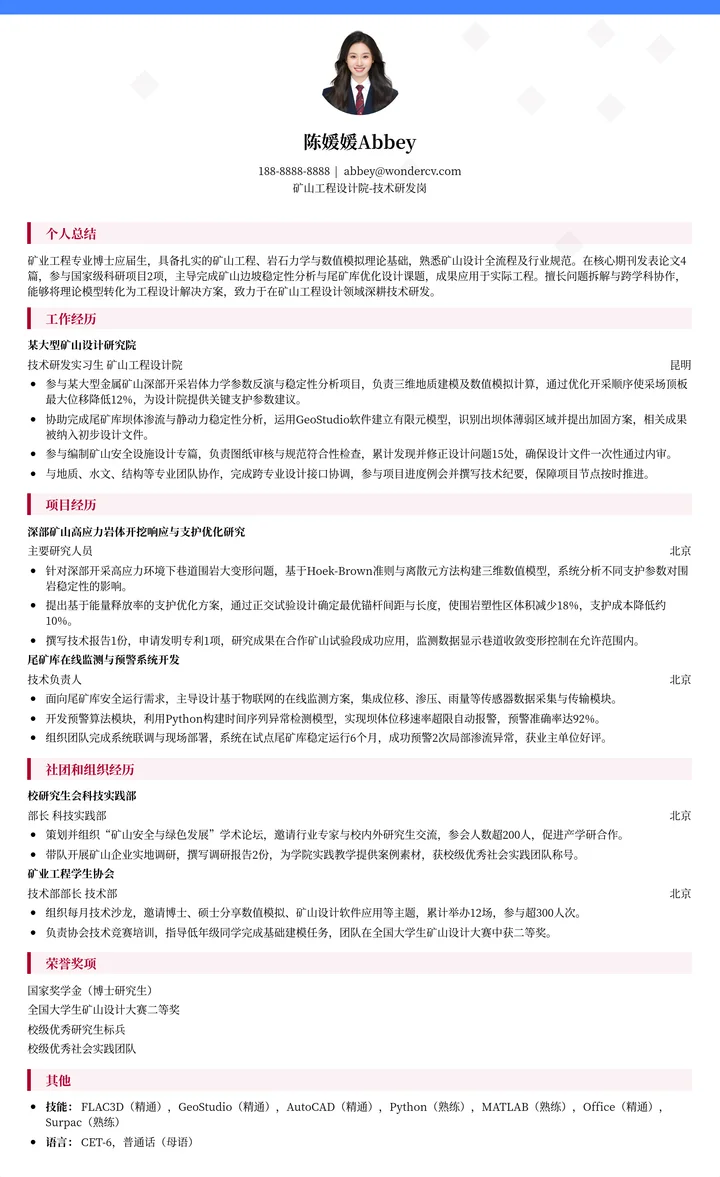 陈媛媛Abbey
188-8888-8888 | abbey@wondercv.com
矿山工程设计院-技术研发岗
个人总结
矿业工程专业博士应届生，具备扎实的矿山工程、岩石力学与数值模拟理论基础，熟悉矿山设计全流程及行业规范。在核心期刊发表论文4
篇，参与国家级科研项目2项，主导完成矿山边坡稳定性分析与尾矿库优化设计课题，成果应用于实际工程。擅长问题拆解与跨学科协作，
能够将理论模型转化为工程设计解决方案，致力于在矿山工程设计领域深耕技术研发。
工作经历
某大型矿山设计研究院
技术研发实习生 矿山工程设计院 昆明
• 参与某大型金属矿山深部开采岩体力学参数反演与稳定性分析项目，负责三维地质建模及数值模拟计算，通过优化开采顺序使采场顶板
最大位移降低12%，为设计院提供关键支护参数建议。
• 协助完成尾矿库坝体渗流与静动力稳定性分析，运用GeoStudio软件建立有限元模型，识别出坝体薄弱区域并提出加固方案，相关成果
被纳入初步设计文件。
• 参与编制矿山安全设施设计专篇，负责图纸审核与规范符合性检查，累计发现并修正设计问题15处，确保设计文件一次性通过内审。
• 与地质、水文、结构等专业团队协作，完成跨专业设计接口协调，参与项目进度例会并撰写技术纪要，保障项目节点按时推进。
项目经历
深部矿山高应力岩体开挖响应与支护优化研究
主要研究人员 北京
• 针对深部开采高应力环境下巷道围岩大变形问题，基于Hoek-Brown准则与离散元方法构建三维数值模型，系统分析不同支护参数对围
岩稳定性的影响。
• 提出基于能量释放率的支护优化方案，通过正交试验设计确定最优锚杆间距与长度，使围岩塑性区体积减少18%，支护成本降低约
10%。
• 撰写技术报告1份，申请发明专利1项，研究成果在合作矿山试验段成功应用，监测数据显示巷道收敛变形控制在允许范围内。
尾矿库在线监测与预警系统开发
技术负责人 北京
• 面向尾矿库安全运行需求，主导设计基于物联网的在线监测方案，集成位移、渗压、雨量等传感器数据采集与传输模块。
• 开发预警算法模块，利用Python构建时间序列异常检测模型，实现坝体位移速率超限自动报警，预警准确率达92%。
• 组织团队完成系统联调与现场部署，系统在试点尾矿库稳定运行6个月，成功预警2次局部渗流异常，获业主单位好评。
社团和组织经历
校研究生会科技实践部
部长 科技实践部 北京
• 策划并组织“矿山安全与绿色发展”学术论坛，邀请行业专家与校内外研究生交流，参会人数超200人，促进产学研合作。
• 带队开展矿山企业实地调研，撰写调研报告2份，为学院实践教学提供案例素材，获校级优秀社会实践团队称号。
矿业工程学生协会
技术部部长 技术部 北京
• 组织每月技术沙龙，邀请博士、硕士分享数值模拟、矿山设计软件应用等主题，累计举办12场，参与超300人次。
• 负责协会技术竞赛培训，指导低年级同学完成基础建模任务，团队在全国大学生矿山设计大赛中获二等奖。
荣誉奖项
国家奖学金（博士研究生）
全国大学生矿山设计大赛二等奖
校级优秀研究生标兵
校级优秀社会实践团队
其他
• 技能： FLAC3D（精通），GeoStudio（精通），AutoCAD（精通），Python（熟练），MATLAB（熟练），Office（精通），
Surpac（熟练）
• 语言： CET-6，普通话（母语）